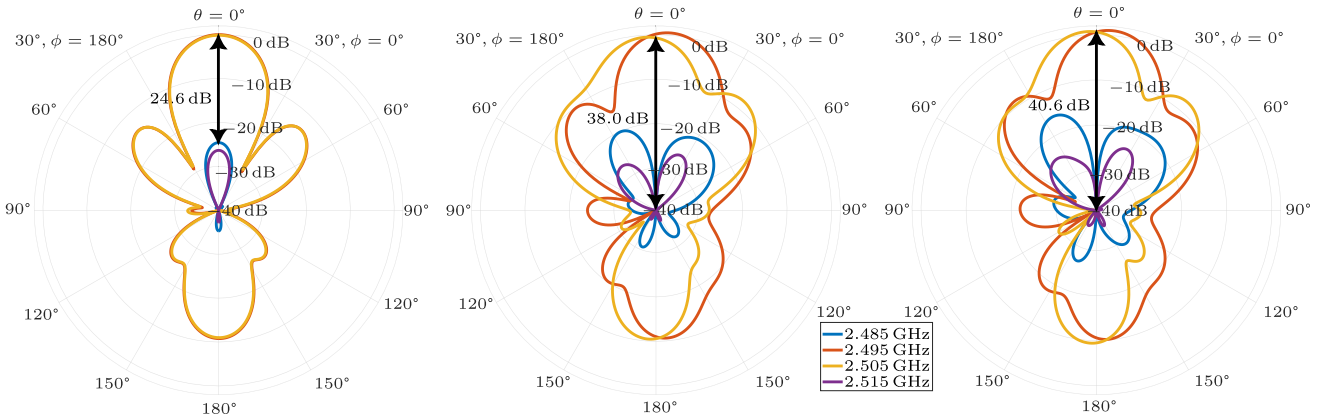 θ = 0°
30°, ϕ = 180°
30°, ϕ = 0°
0 dB
−10 dB
24.6 dB
60°
60°
−20 dB
−30 dB
90°
40 dB
90°
120°
120°
150°
150°
180°
θ = 0°
30°, ϕ = 180°
30°, ϕ = 0°
0 dB
−10 dB
38.0 dB
60°
60°
−20 dB
−30 dB
90°
40 dB
90°
120°
120°
150°
150°
180°
θ = 0°
30°, ϕ = 180°
30°, ϕ = 0°
0 dB
−10 dB
40.6 dB
60°
−20 dB
−30 dB
40 dB
90°
120°
150°
150°
180°
2.485 GHz
2.495 GHz
2.505 GHz
2.515 GHz